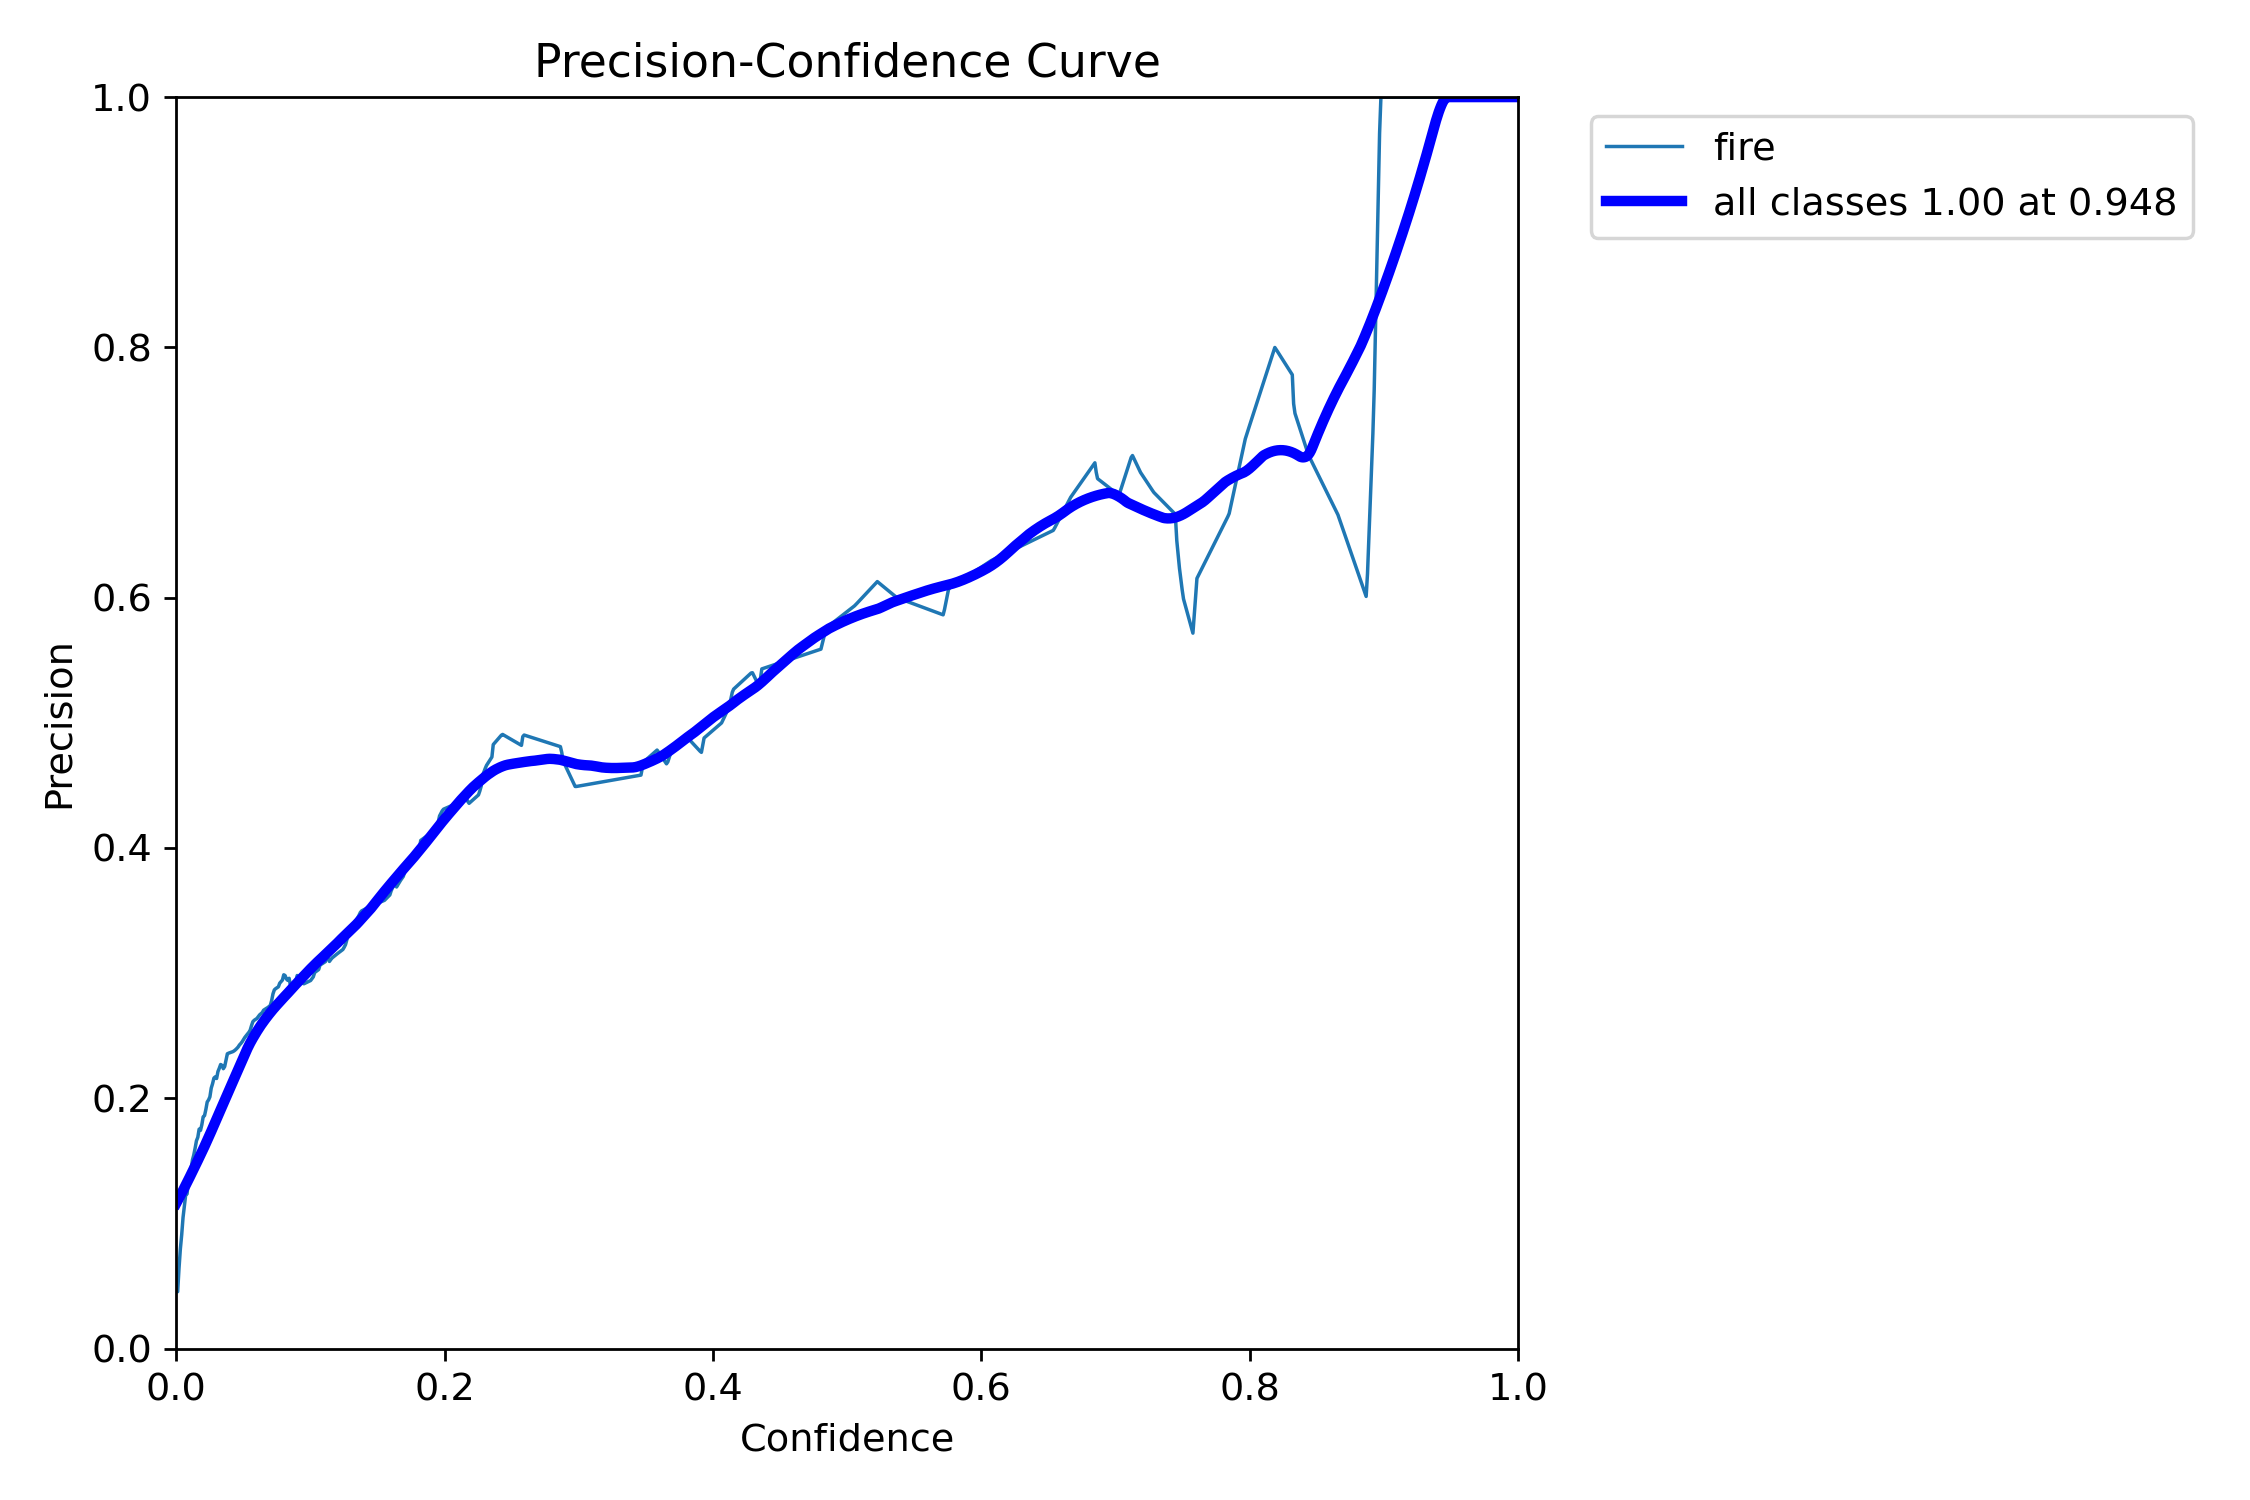 Precision-Confidence Curve
1.0
0.8
0.6
0.4
0.2
0.0
Precision
0.0 0.2 0.4 0.6 0.8 1.0
Confidence
fire
all classes 1.00 at 0.948